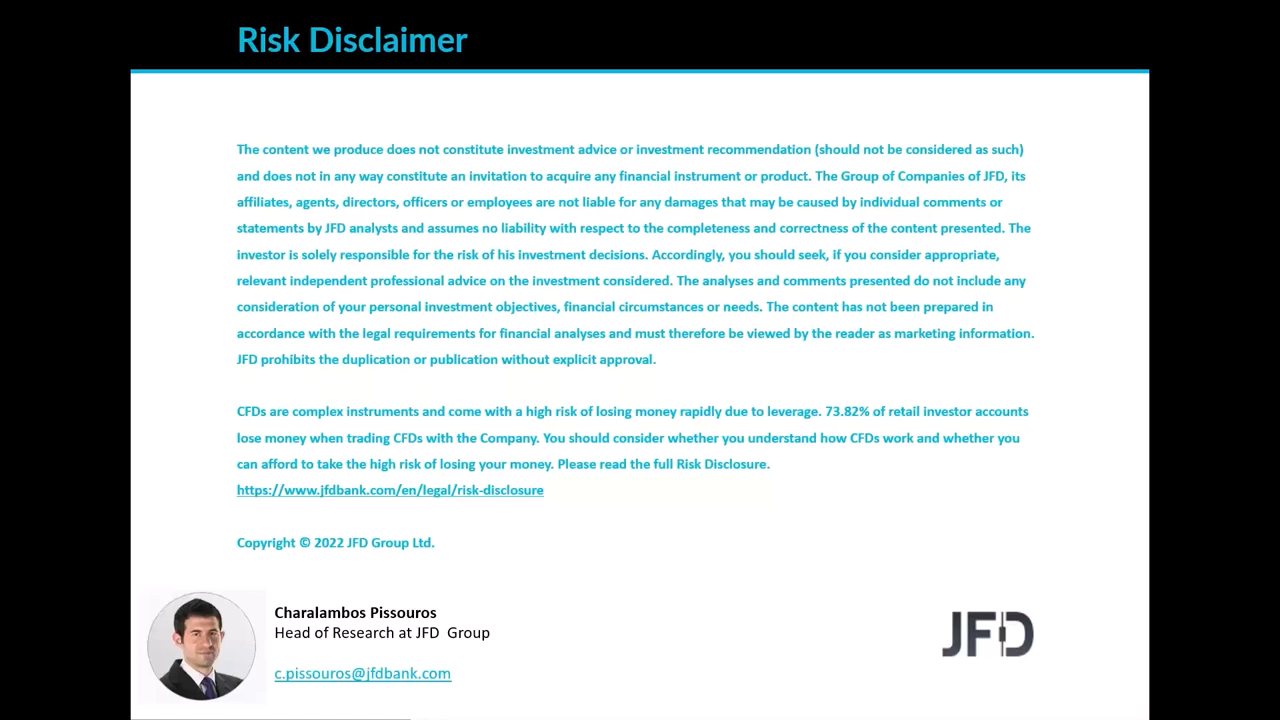 Risk Disclaimer
The content we produce does not constitute investment advice or investment recommendation (should not be considered as such)
and does not in any way constitute an invitation to acquire any financial instrument or product. The Group of Companies of JFD, its
affiliates, agents, directors, officers or employees are not liable for any damages that may be caused by individual comments or
statements by JFD analysts and assumes no liability with respect to the completeness and correctness of the content presented. The
investor is solely responsible for the risk of his investment decisions. Accordingly, you should seek, if you consider appropriate,
relevant independent professional advice on the investment considered. The analyses and comments presented do not include any
consideration of your personal investment objectives, financial circumstances or needs. The content has not been prepared in
accordance with the legal requirements for financial analyses and must therefore be viewed by the reader as marketing information.
JFD prohibits the duplication or publication without explicit approval.
CFDs are complex instruments and come with a high risk of losing money rapidly due to leverage. 73.82% of retail investor accounts
lose money when trading CFDs with the Company. You should consider whether you understand how CFDs work and whether you
can afford to take the high risk of losing your money. Please read the full Risk Disclosure.
https://www.jfdbank.com/en/legal/risk-disclosure
Copyright © 2022 JFD Group Ltd.
Charalambos Pissouros
Head of Research at JFD Group
c.pissouros@jfdbank.com
JFD